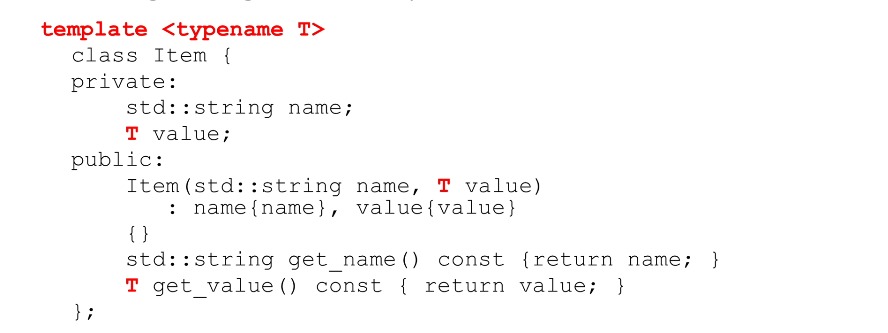 template <typename T>
class Item {
private:
std::string name;
T value;
public:
Item(std::string name, T value)
: name{name}, value{value}
{}
std::string get_name() const {return name; }
T get_value() const { return value; }
};